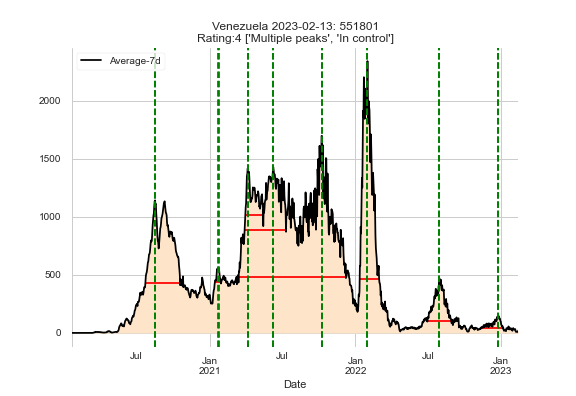 Venezuela 2023-02-13: 551801
Rating:4 ['Multiple peaks', 'In control']
Average-7d
2000
1500
1000
500
0
Jul
Jan
2021
Jul
Jan
2022
Jul
Jan
2023
Date